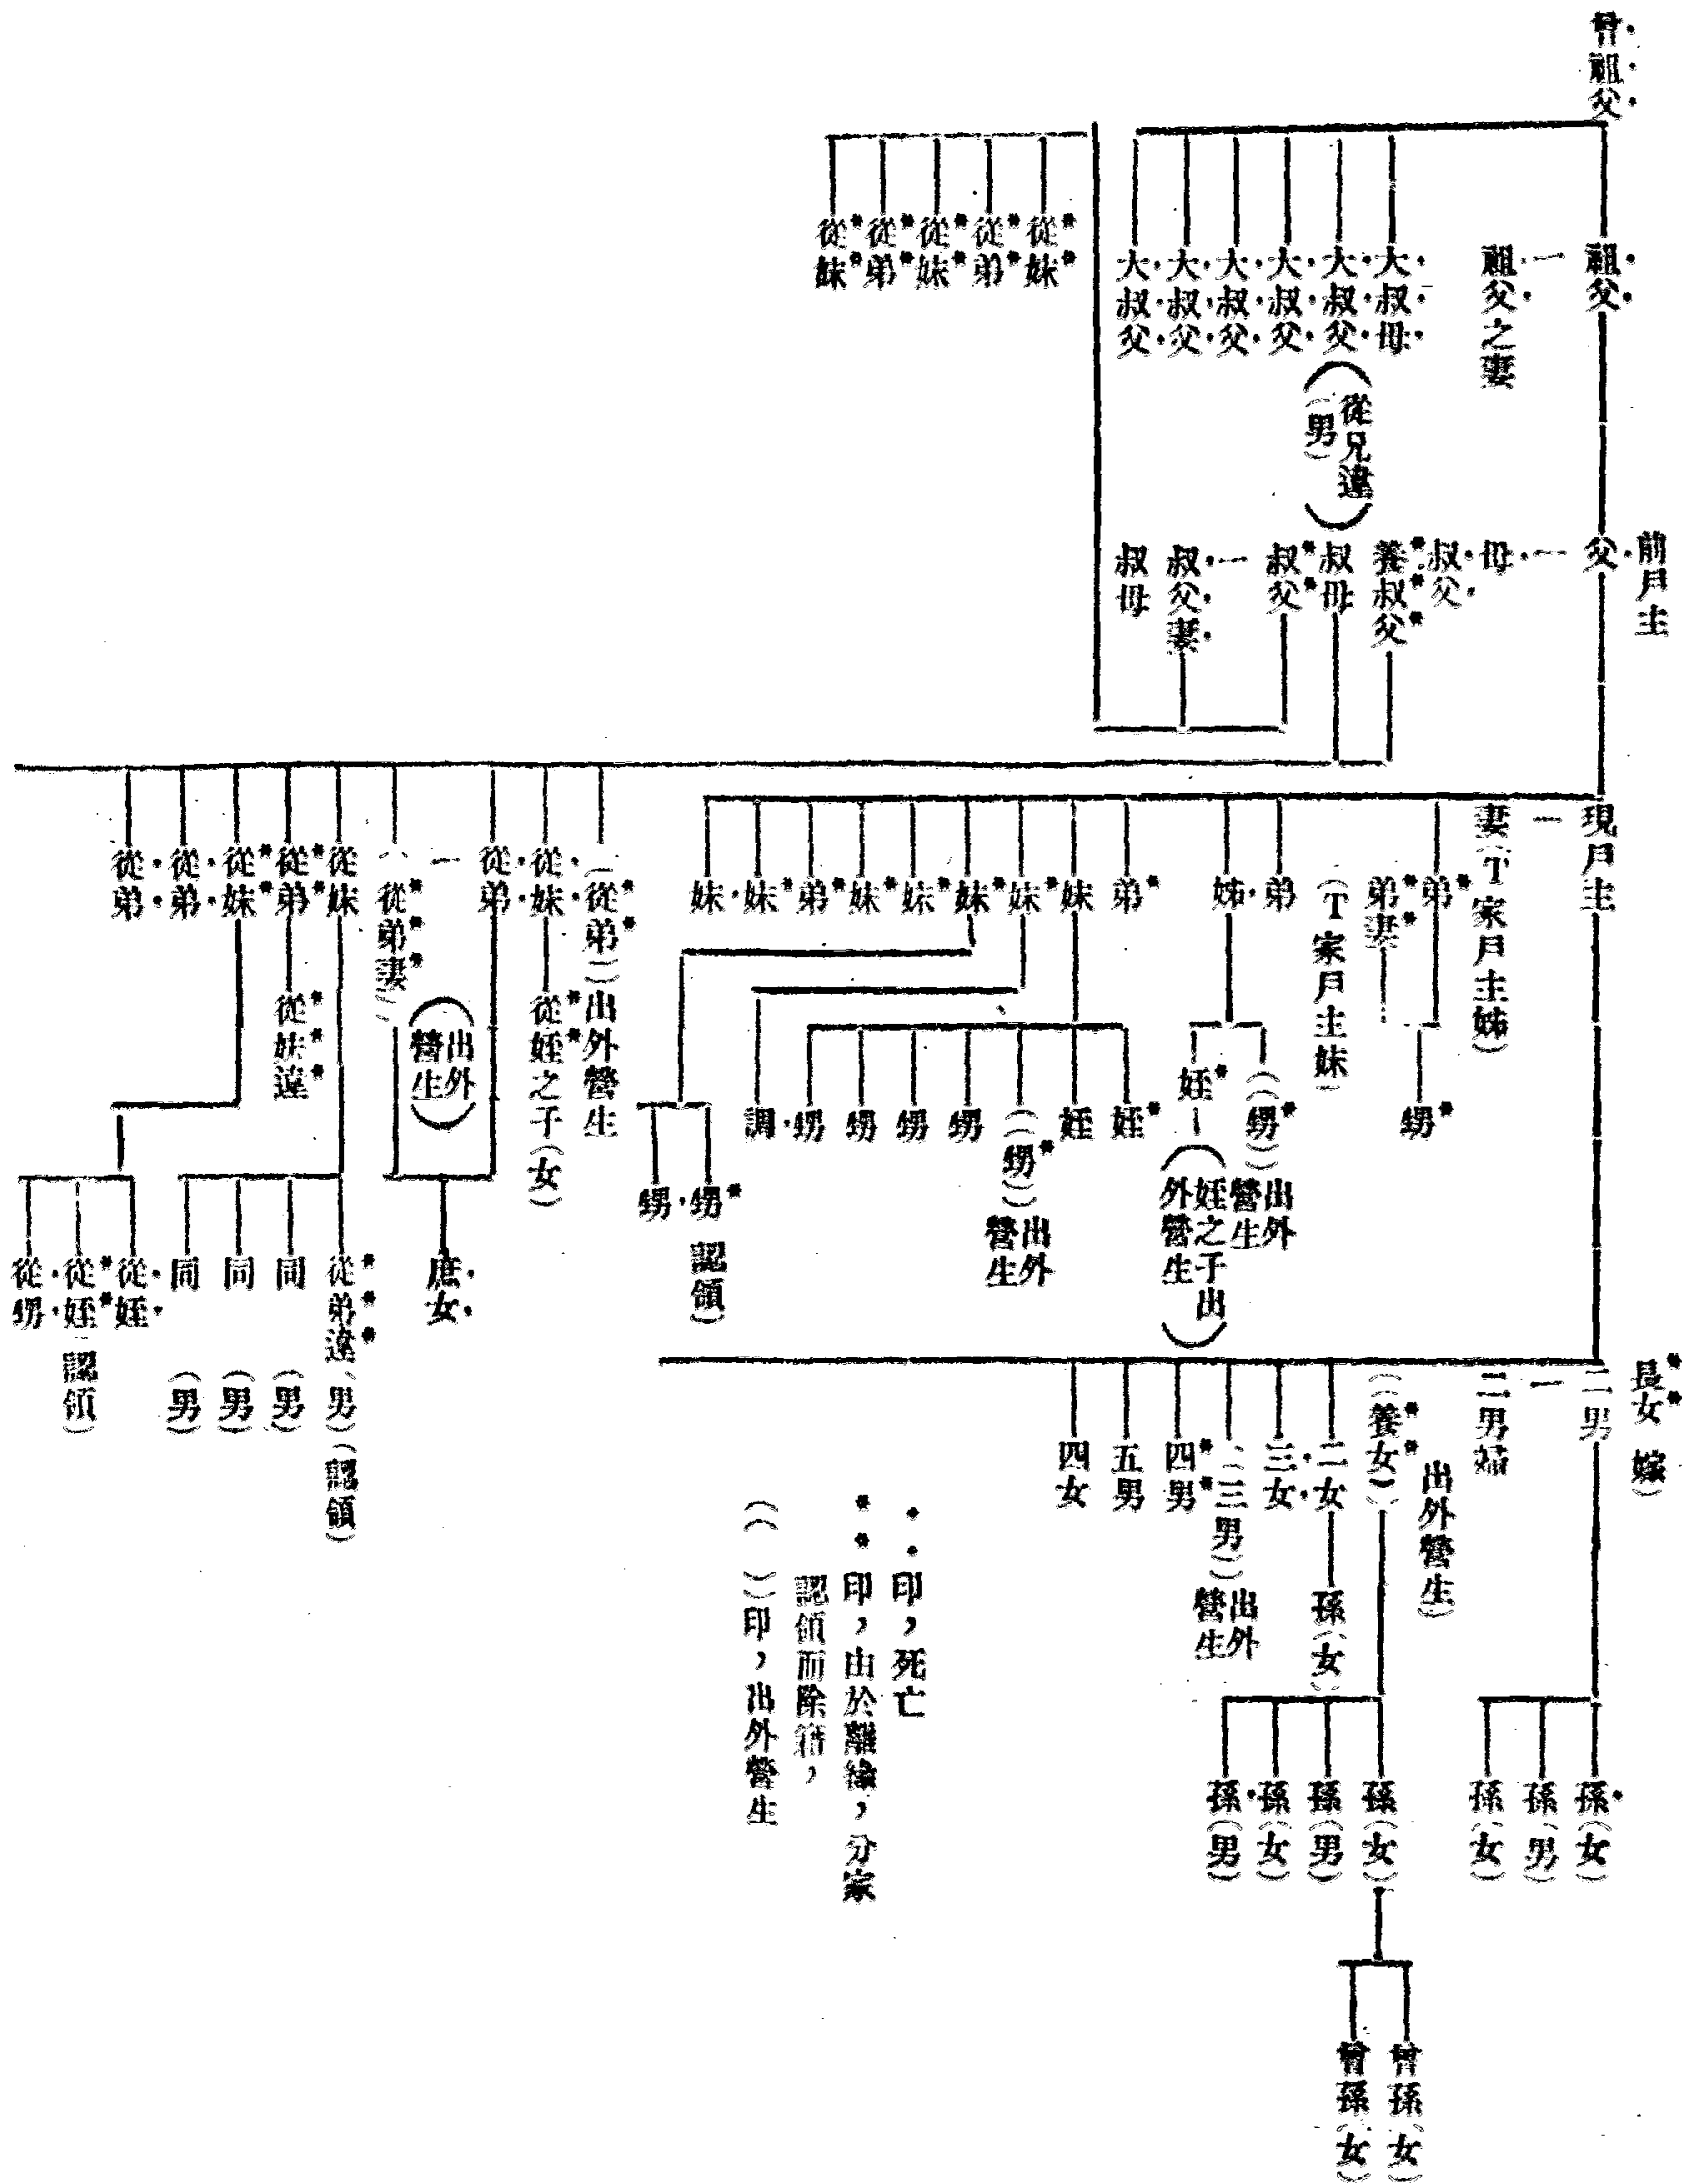 曾祖父
祖父
祖父之妻
大叔母
大叔父
大叔父
大叔父
大叔父
大叔父
從妹
從弟
從妹
從弟
從妹
(從兄違
(男))
前戶主
父
母
叔父
養叔父
叔母
叔父
叔父妻
叔母
現戶主
妻(T家戶主姊)
弟
弟妻
(T家戶主妹)
弟
姊
弟
妹
妹
妹
妹
妹
弟
妹
妹
甥
((甥))出外營生
姪
(姪之子出外營生)
姪
姪
((甥))出外營生
甥
甥
甥
甥
甥(認領)
甥
((從弟))出外營生
從妹
從姪之子(女)
從弟
(出外營生)
((從弟妻))
從妹
從弟
從妹違
從妹
從弟
從弟
庶女
從弟違(男)(認領)
同(男)
同(男)
同(男)
從姪
從姪(認領)
從甥
長女(嫁)
二男
二男婦
((養女))
出外營生)
二女
孫(女)
三女
((三男))出外營生
四男
五男
四女
孫(女)
孫(男)
孫(女)
孫(女)
孫(男)
孫(女)
孫(男)
曾孫(女)
曾孫(女)
··印,死亡
**印,由於離緣,分家
認領而除籍,
(( ))印,出外營生